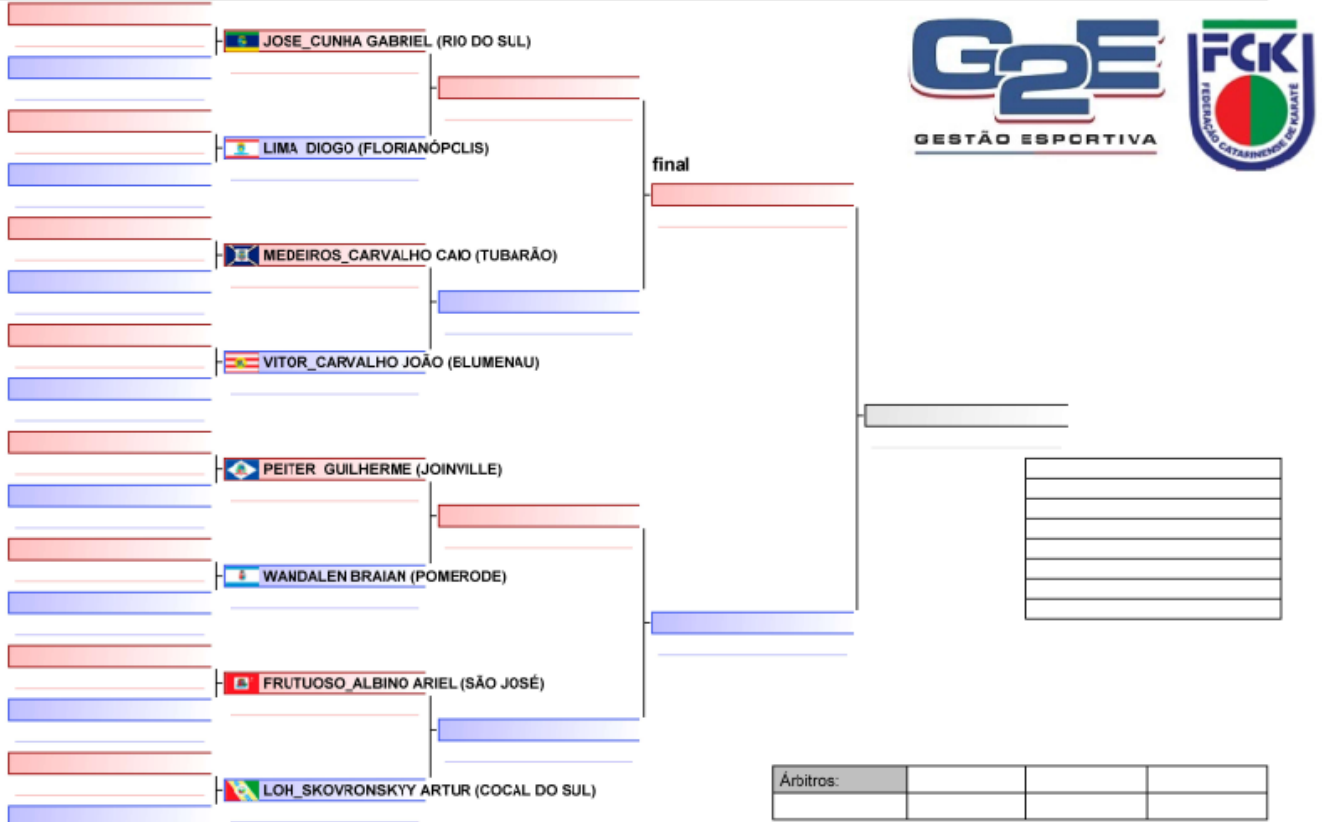 JOSE_CUNHA GABRIEL (RIO DO SUL)
LIMA DIOGO (FLORIANÓPOLIS)
MEDEIROS_CARVALHO CAIO (TUBARÃO)
VITOR_CARVALHO JOÃO (BLUMENAU)
PEITER GUILHERME (JOINVILLE)
WANDALEN BRAIAN (POMERODE)
FRUTUOSO_ALBINO ARIEL (SÃO JOSÉ)
LOH_SKOVRONSKYY ARTUR (COCAL DO SUL)
final
G2E
GESTÃO ESPORTIVA
FCK
FEDERAÇÃO CATARINENSE DE KARATÊ
Árbitros: